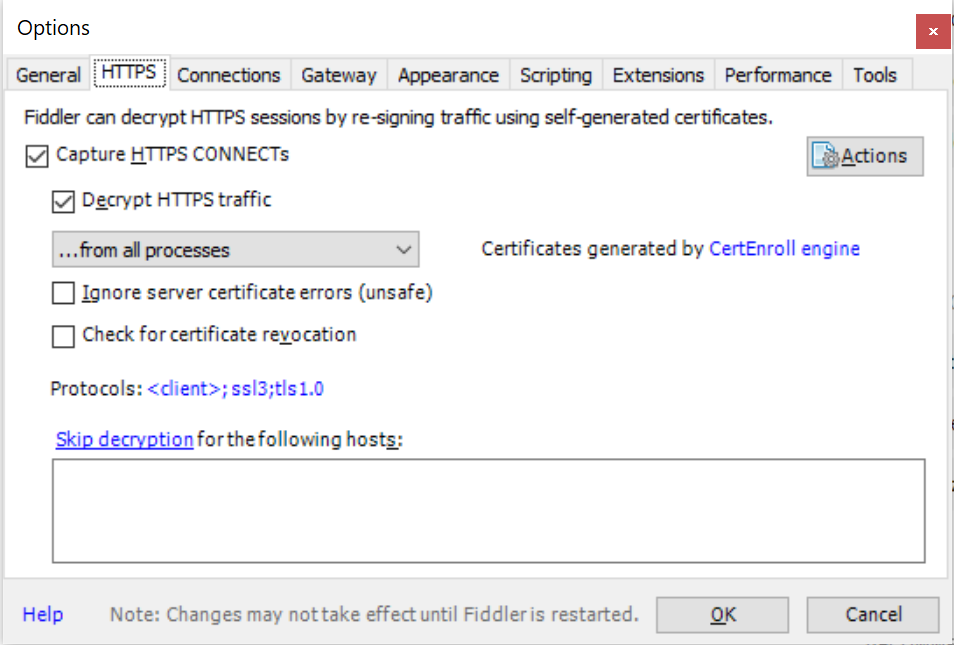 Options
General HTTPS Connections Gateway Appearance Scripting Extensions Performance Tools
Fiddler can decrypt HTTPS sessions by re-signing traffic using self-generated certificates.
Capture HTTPS CONNECTs
Actions
Decrypt HTTPS traffic
...from all processes
Certificates generated by CertEnroll engine
Ignore server certificate errors (unsafe)
Check for certificate revocation
Protocols: <client>; ssl3;tls1.0
Skip decryption for the following hosts:
Help Note: Changes may not take effect until Fiddler is restarted. OK Cancel